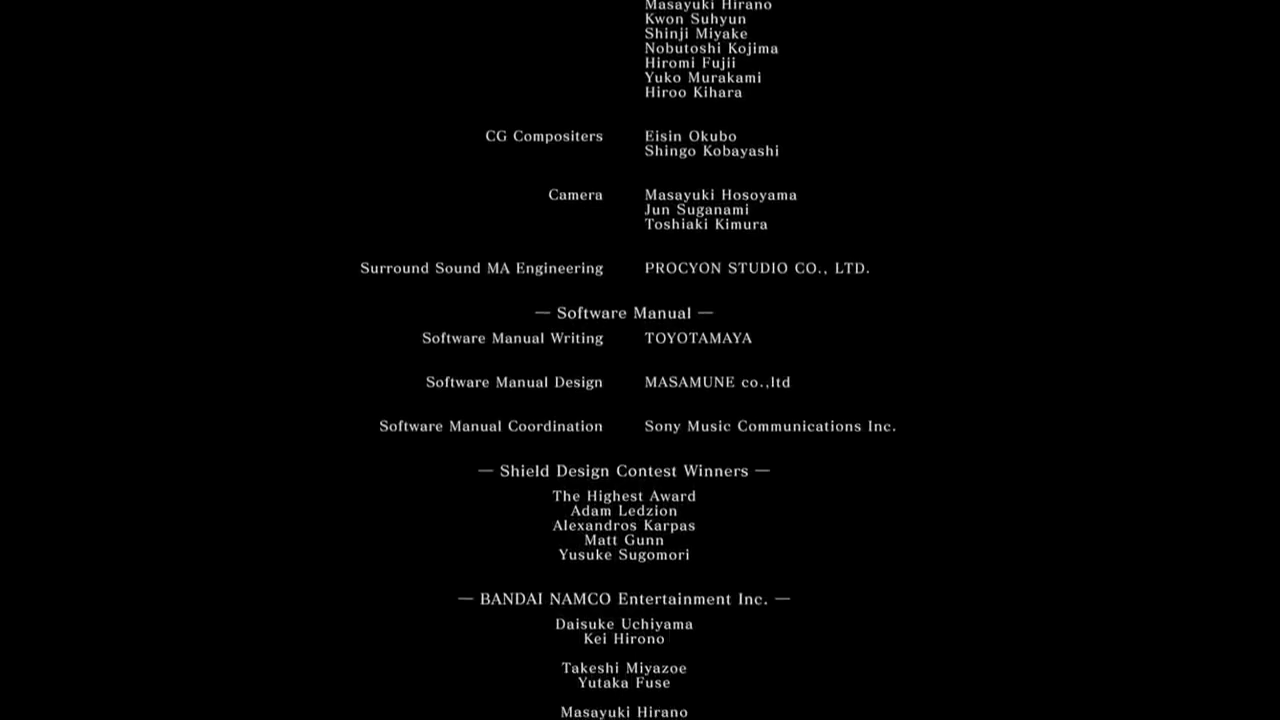 Masayuki Hirano
Kwon Suhyun
Shinji Miyake
Nobutoshi Kojima
Hiromi Fujii
Yuko Murakami
Hiroo Kihara
CG Compositers Eisin Okubo
Shingo Kobayashi
Camera Masayuki Hosoyama
Jun Suganami
Toshiaki Kimura
Surround Sound MA Engineering PROCYON STUDIO CO., LTD.
— Software Manual —
Software Manual Writing TOYOTAMAYA
Software Manual Design MASAMUNE co.,ltd
Software Manual Coordination Sony Music Communications Inc.
— Shield Design Contest Winners —
The Highest Award
Adam Ledzion
Alexandros Karpas
Matt Gunn
Yusuke Sugomori
— BANDAI NAMCO Entertainment Inc. —
Daisuke Uchiyama
Kei Hirono
Takeshi Miyazoe
Yutaka Fuse
Masayuki Hirano